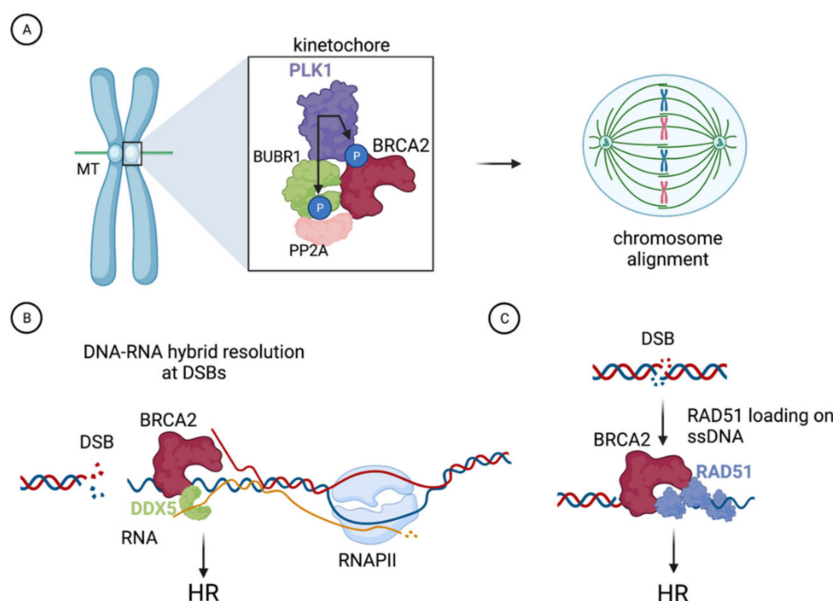 A
kinetochore
PLK1
MT
BUBR1
BRCA2
P
P
PP2A
chromosome
alignment
B
DNA-RNA hybrid resolution
at DSBs
BRCA2
DSB
DDX5
RNA
RNAPII
HR
C
DSB
RAD51 loading on
ssDNA
BRCA2
RAD51
HR